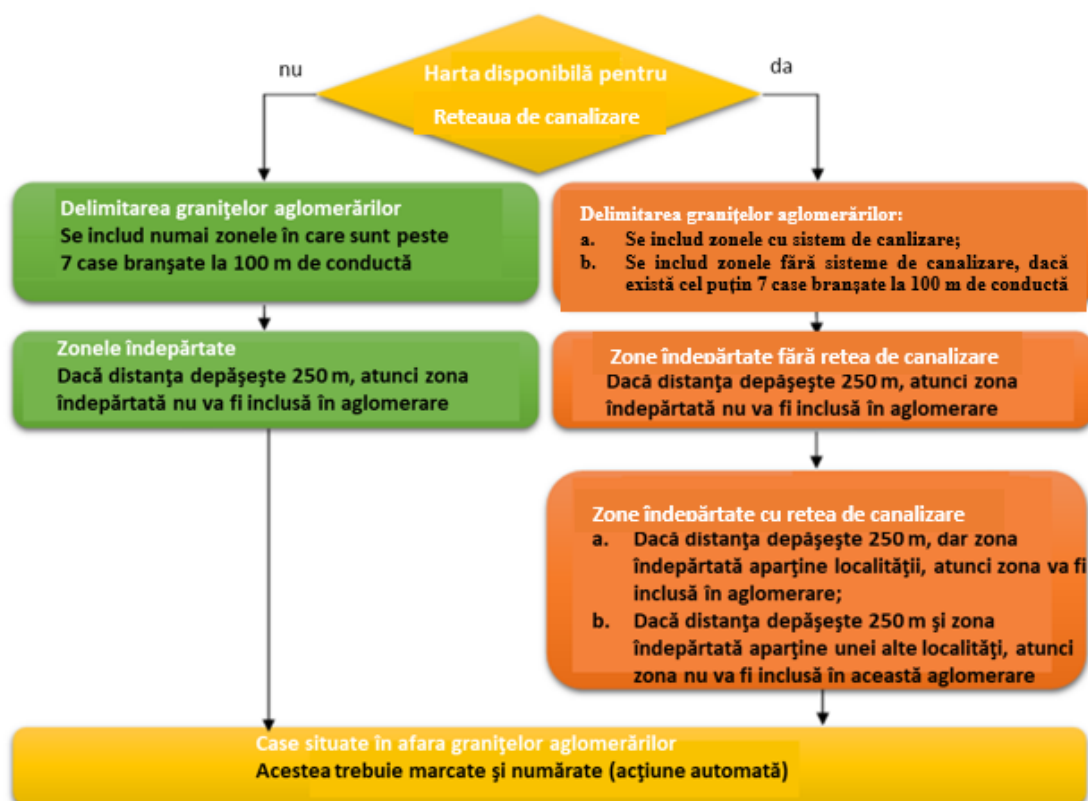 nu
Harta disponibilă pentru
da
Reteaua de canalizare
Delimitarea graniţelor aglomerărilor
Se includ numai zonele în care sunt peste
7 case branşate la 100 m de conductă
Zonele îndepărtate
Dacă distanţa depăşeşte 250 m, atunci zona
îndepărtată nu va fi inclusă în aglomerare
Delimitarea graniţelor aglomerărilor:
a. Se includ zonele cu sistem de canlizare;
b. Se includ zonele fără sisteme de canalizare, dacă
există cel puţin 7 case branşate la 100 m de conductă
Zone îndepărtate fără retea de canalizare
Dacă distanţa depăşeşte 250 m, atunci zona
îndepărtată nu va fi inclusă în aglomerare
Zone îndepărtate cu retea de canalizare
a. Dacă distanţa depăşeşte 250 m, dar zona
îndepărtată aparţine localităţii, atunci zona va fi
inclusă în aglomerare;
b. Dacă distanţa depăşeşte 250 m şi zona
îndepărtată aparţine unei alte localităţi, atunci
zona nu va fi inclusă în această aglomerare
Case situate în afara graniţelor aglomerărilor
Acestea trebuie marcate şi numărate (acţiune automată)